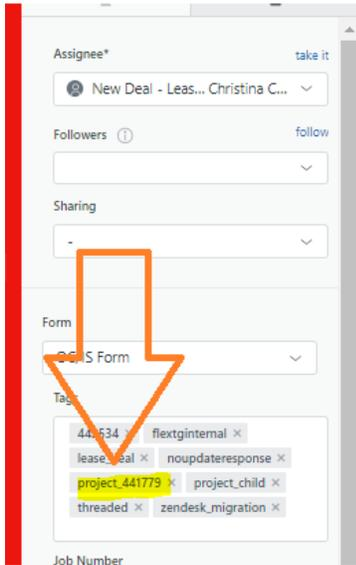 Assignee*
take it
New Deal - Leas... Christina C...
Followers
follow
Sharing
-
Form
Form
Tags
flextginternal ×
noupdateresponse ×
project_441779 × project_child ×
threaded × zendesk_migration ×
Job Number